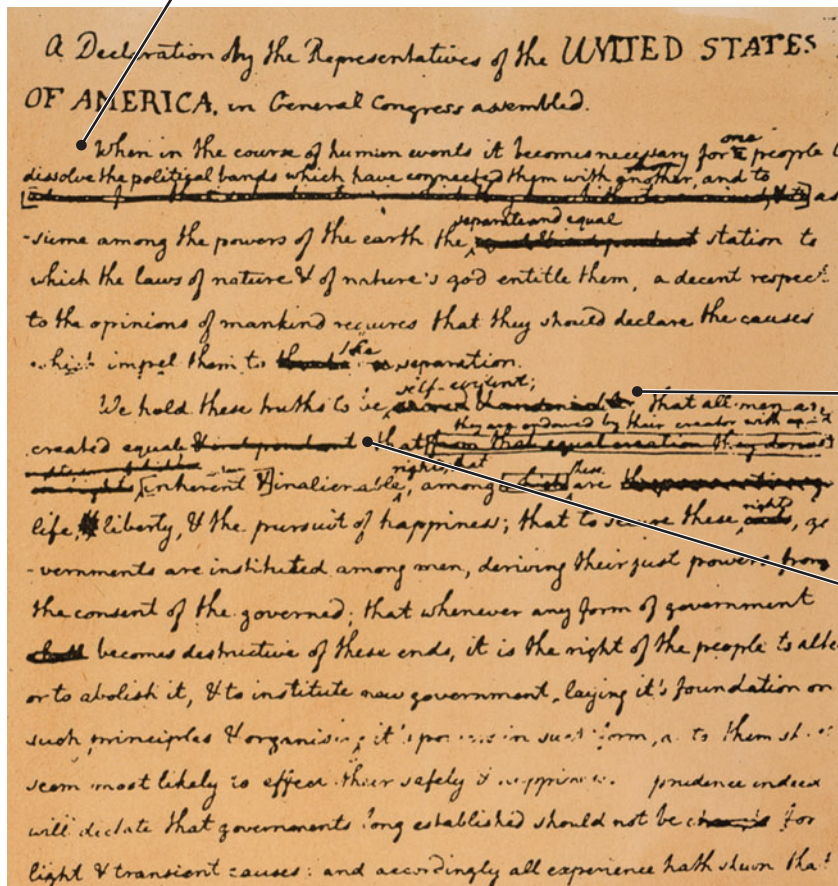 A Declaration by the Representatives of the UNITED STATES
OF AMERICA, in General Congress assembled.
When in the course of human events it becomes necessary for one people
dissolve the political bands which have connected them with another, and to
as
-sume among the powers of the earth the separate and equal station to
which the laws of nature & of nature's god entitle them, a decent respect
to the opinions of mankind requires that they should declare the causes
which impel them to the separation.
We hold these truths to be self-evident; that all men are
created equal & independant that they are endowed by their creator with
from that equal creation they derive
rights, that
[inherent &] inalienable, among which these are
life, & liberty, & the pursuit of happiness; that to secure these rights, go
-vernments are instituted among men, deriving their just powers from
the consent of the governed; that whenever any form of government
shall becomes destructive of these ends, it is the right of the people to alter
or to abolish it, & to institute new government, laying it's foundation on
such principles & organising it's powers in such form, as to them shall
seem most likely to effect their safety & happiness. prudence indeed
will dictate that governments long established should not be changed for
light & transient causes: and accordingly all experience hath shewn that